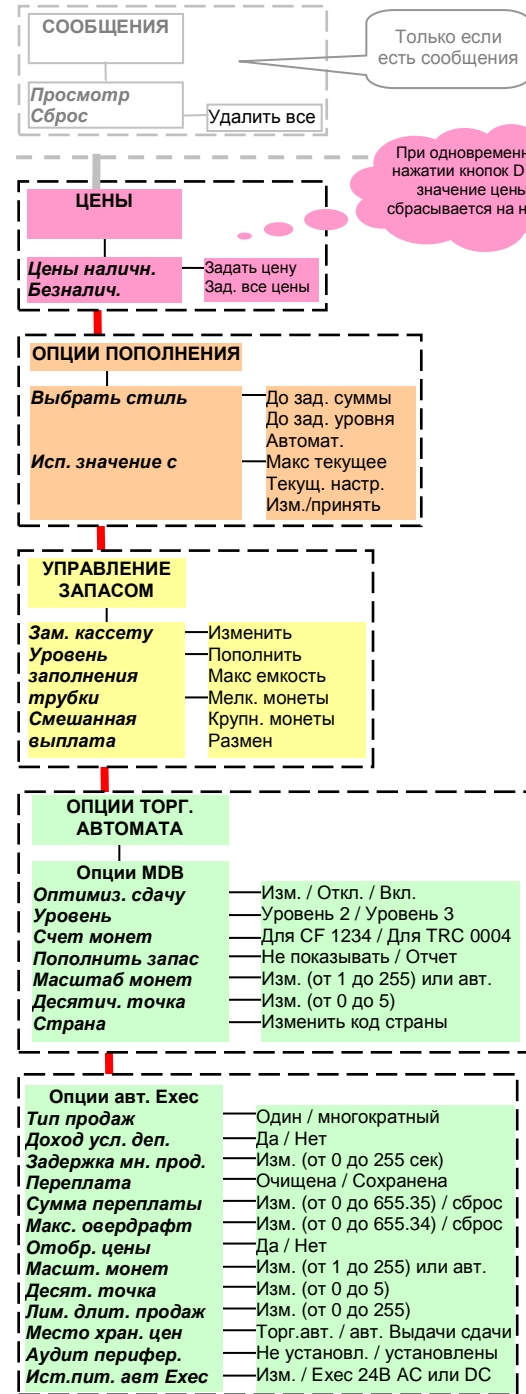 СООБЩЕНИЯ
Только если
есть сообщения
Просмотр
Сброс
Удалить все
При одновременн
нажатии кнопок D
значение цены
сбрасывается на н
ЦЕНЫ
Цены наличн.
Задать цену
Безналич.
Зад. все цены
ОПЦИИ ПОПОЛНЕНИЯ
Выбрать стиль
До зад. суммы
До зад. уровня
Автомат.
Исп. значение с
Макс текущее
Текущ. настр.
Изм./принять
УПРАВЛЕНИЕ
ЗАПАСОМ
Зам. кассету
Изменить
Уровень
Пополнить
заполнения
Макс емкость
трубки
Мелк. монеты
Смешанная
Крупн. монеты
выплата
Размен
ОПЦИИ ТОРГ.
АВТОМАТА
Опции MDB
Оптимиз. сдачу
Изм. / Откл. / Вкл.
Уровень
Уровень 2 / Уровень 3
Счет монет
Для CF 1234 / Для TRC 0004
Пополнить запас
Не показывать / Отчет
Масштаб монет
Изм. (от 1 до 255) или авт.
Десятич. точка
Изм. (от 0 до 5)
Страна
Изменить код страны
Опции авт. Exec
Тип продаж
Один / многократный
Доход усл. деп.
Да / Нет
Задержка мн. прод.
Изм. (от 0 до 255 сек)
Переплата
Очищена / Сохранена
Сумма переплаты
Изм. (от 0 до 655.35) / сброс
Макс. овердрафт
Изм. (от 0 до 655.34) / сброс
Отобр. цены
Да / Нет
Масшт. монет
Изм. (от 1 до 255) или авт.
Десят. точка
Изм. (от 0 до 5)
Лим. длит. продаж
Изм. (от 0 до 255)
Место хран. цен
Торг.авт. / авт. Выдачи сдачи
Аудит перифер.
Не установл. / установлены
Ист.пит. авт Exec
Изм. / Exec 24В AC или DC